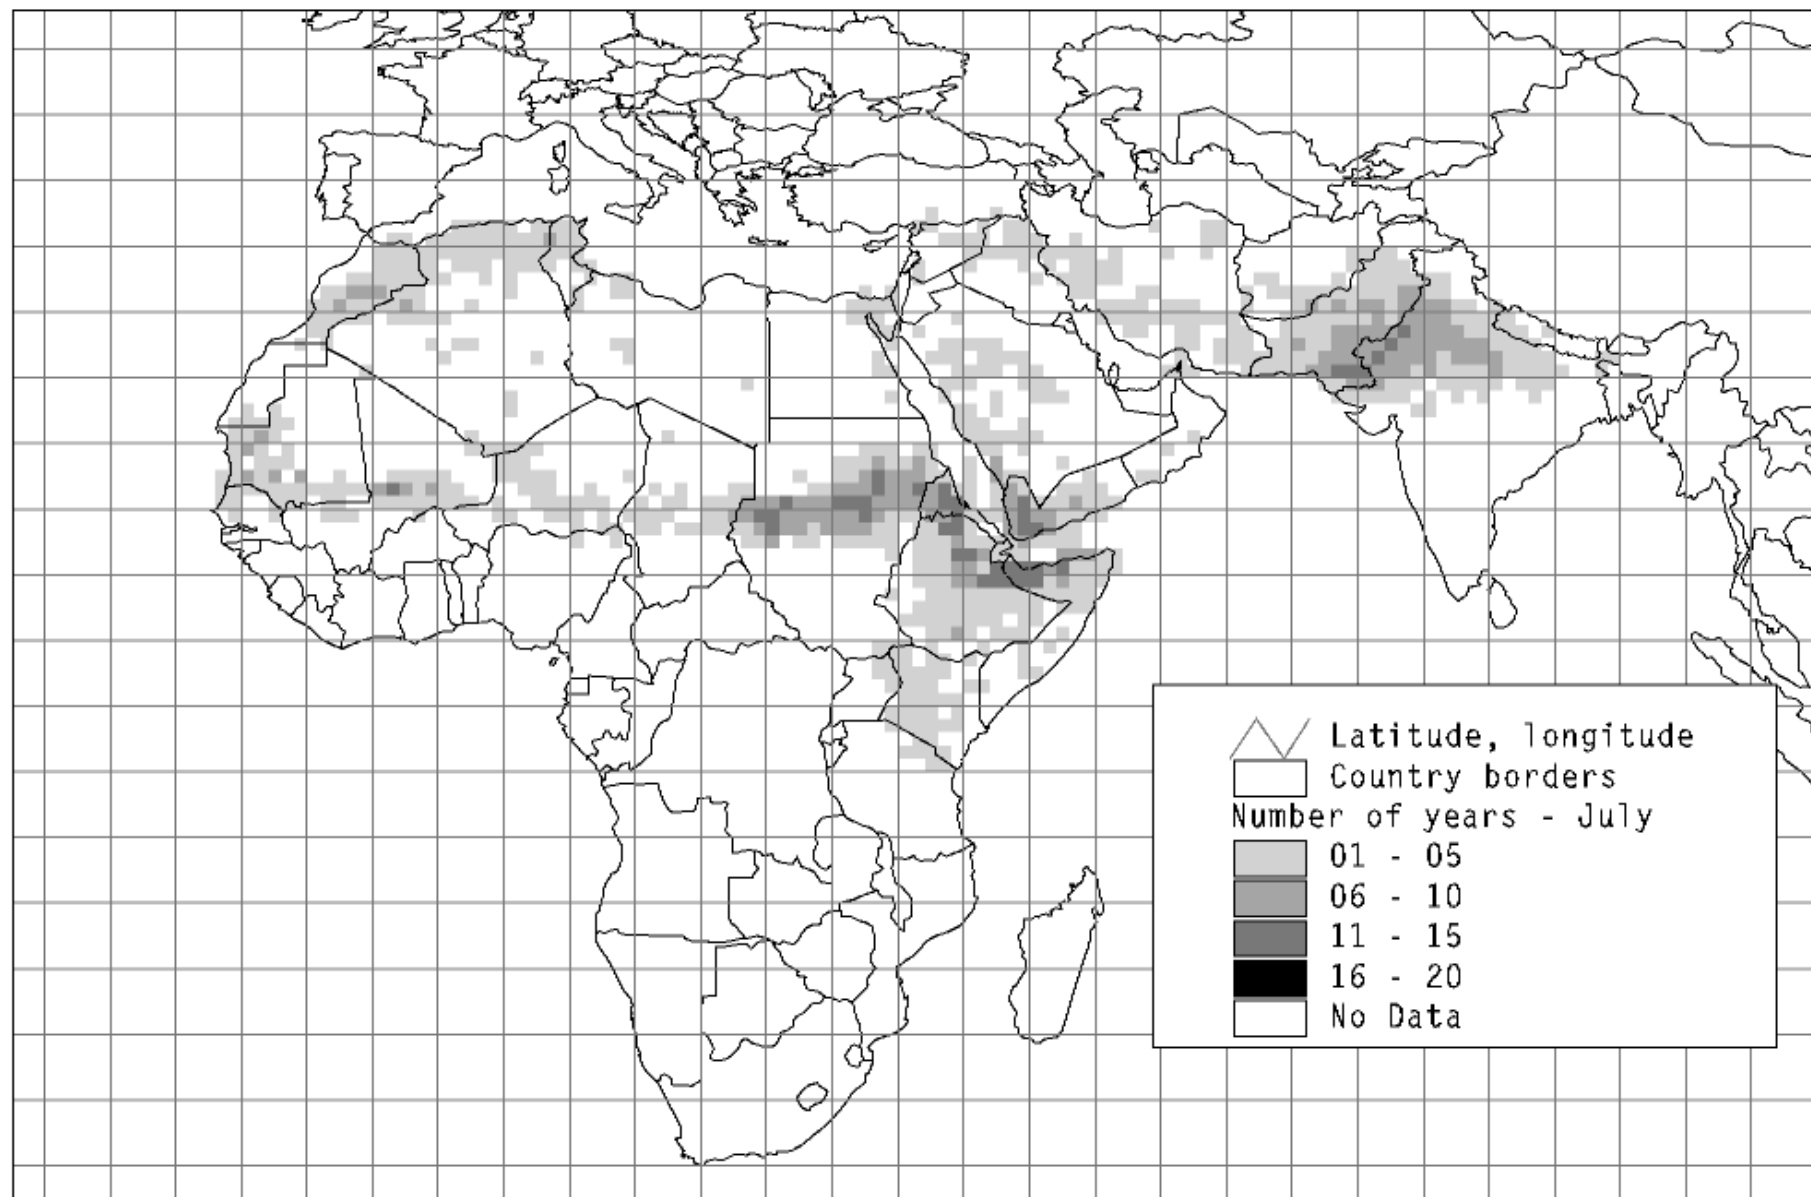 Latitude, longitude
Country borders
Number of years - July
01 - 05
06 - 10
11 - 15
16 - 20
No Data